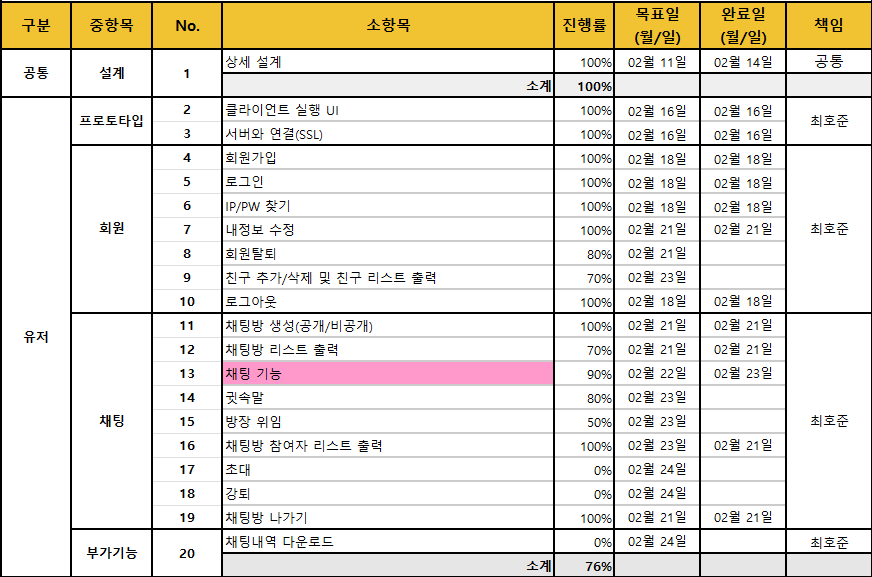 구분 중항목 No. 소항목 진행률 목표일 (월/일) 완료일 (월/일) 책임
공통 설계 1 상세 설계 100% 02월 11일 02월 14일 공통
소계 100%
유저 프로토타입 2 클라이언트 실행 UI 100% 02월 16일 02월 16일 최호준
3 서버와 연결(SSL) 100% 02월 16일 02월 16일
회원 4 회원가입 100% 02월 18일 02월 18일 최호준
5 로그인 100% 02월 18일 02월 18일
6 IP/PW 찾기 100% 02월 18일 02월 18일
7 내정보 수정 100% 02월 21일 02월 21일
8 회원탈퇴 80% 02월 21일
9 친구 추가/삭제 및 친구 리스트 출력 70% 02월 23일
10 로그아웃 100% 02월 18일 02월 18일
채팅 11 채팅방 생성(공개/비공개) 100% 02월 21일 02월 21일 최호준
12 채팅방 리스트 출력 70% 02월 21일 02월 21일
13 채팅 기능 90% 02월 22일 02월 23일
14 귓속말 80% 02월 23일
15 방장 위임 50% 02월 23일
16 채팅방 참여자 리스트 출력 100% 02월 23일 02월 21일
17 초대 0% 02월 24일
18 강퇴 0% 02월 24일
19 채팅방 나가기 100% 02월 21일 02월 21일
부가기능 20 채팅내역 다운로드 0% 02월 24일 최호준
소계 76%